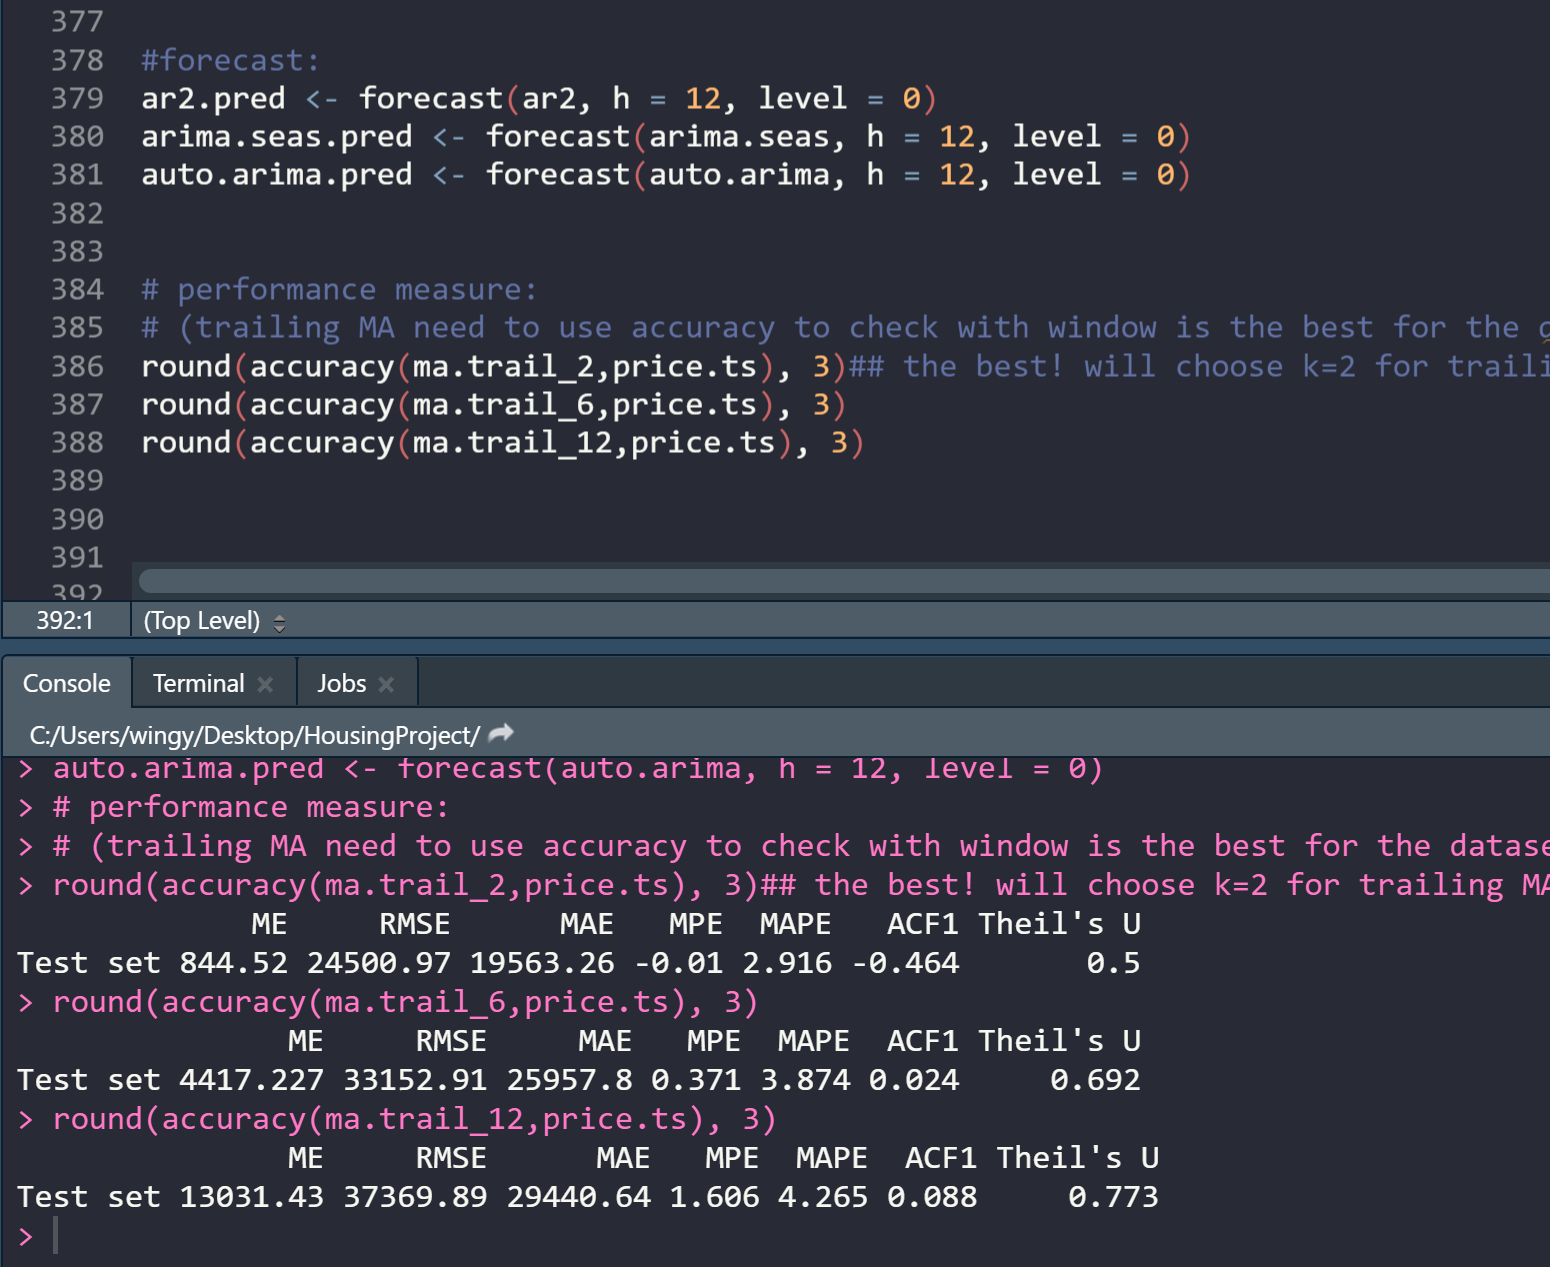 377
378 #forecast:
379 ar2.pred <- forecast(ar2, h = 12, level = 0)
380 arima.seas.pred <- forecast(arima.seas, h = 12, level = 0)
381 auto.arima.pred <- forecast(auto.arima, h = 12, level = 0)
382
383
384 # performance measure:
385 # (trailing MA need to use accuracy to check with window is the best for the
386 round(accuracy(ma.trail_2,price.ts), 3)## the best! will choose k=2 for traili
387 round(accuracy(ma.trail_6,price.ts), 3)
388 round(accuracy(ma.trail_12,price.ts), 3)
389
390
391
392
392:1 (Top Level)
Console Terminal × Jobs ×
C:/Users/wingy/Desktop/HousingProject/
> auto.arima.pred <- forecast(auto.arima, h = 12, level = 0)
> # performance measure:
> # (trailing MA need to use accuracy to check with window is the best for the datase
> round(accuracy(ma.trail_2,price.ts), 3)## the best! will choose k=2 for trailing MA
ME RMSE MAE MPE MAPE ACF1 Theil's U
Test set 844.52 24500.97 19563.26 -0.01 2.916 -0.464 0.5
> round(accuracy(ma.trail_6,price.ts), 3)
ME RMSE MAE MPE MAPE ACF1 Theil's U
Test set 4417.227 33152.91 25957.8 0.371 3.874 0.024 0.692
> round(accuracy(ma.trail_12,price.ts), 3)
ME RMSE MAE MPE MAPE ACF1 Theil's U
Test set 13031.43 37369.89 29440.64 1.606 4.265 0.088 0.773
>